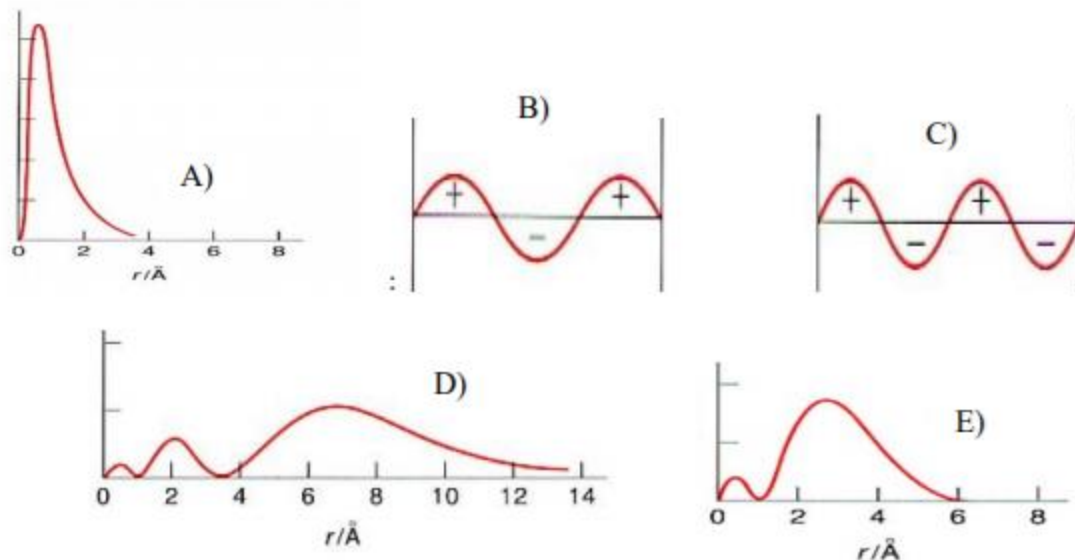 A)
0 2 4 6 8
r/Å
B)
+ +
−
:
C)
+ +
− −
D)
0 2 4 6 8 10 12 14
r/Å
E)
0 2 4 6 8
r/Å